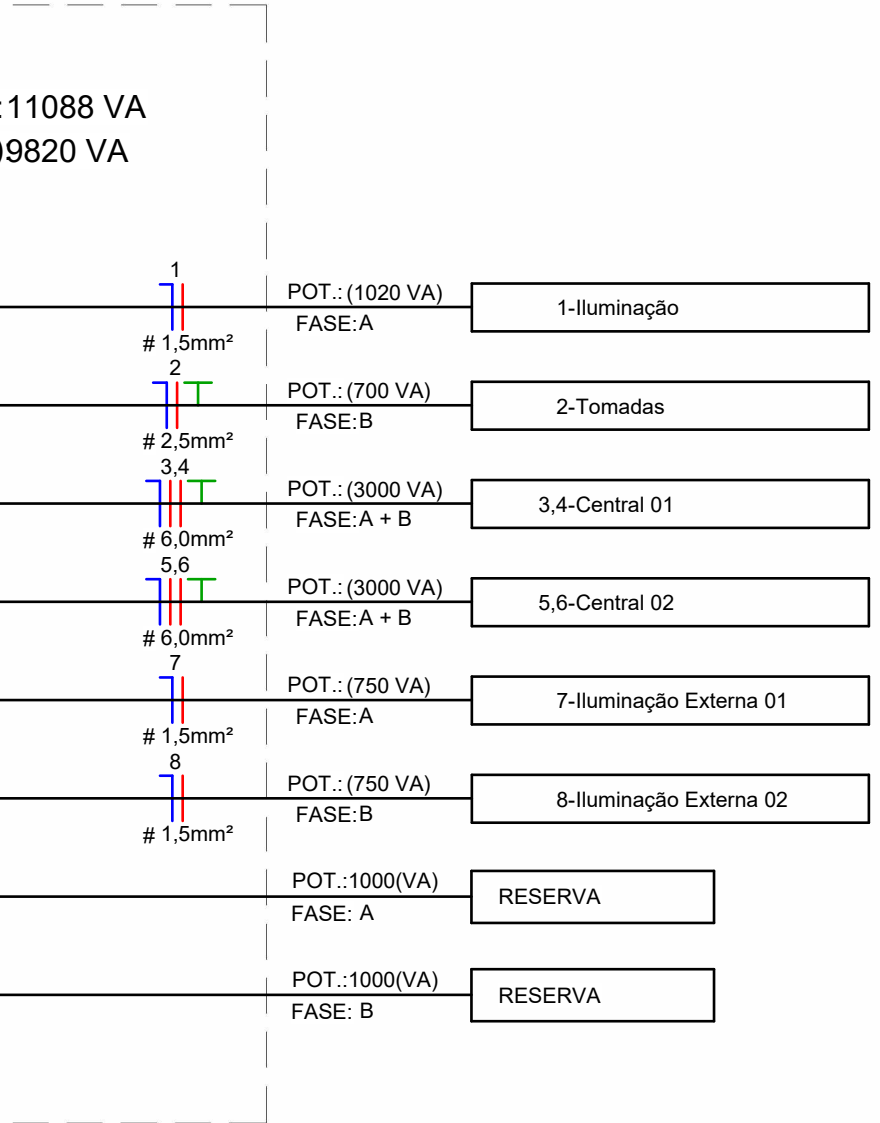 :11088 VA
)9820 VA
1
POT.: (1020 VA)
1-Iluminação
FASE:A
# 1,5mm²
2
POT.: (700 VA)
2-Tomadas
FASE:B
# 2,5mm²
3,4
POT.: (3000 VA)
3,4-Central 01
FASE:A + B
# 6,0mm²
5,6
POT.: (3000 VA)
5,6-Central 02
FASE:A + B
# 6,0mm²
7
POT.: (750 VA)
7-Iluminação Externa 01
FASE:A
# 1,5mm²
8
POT.: (750 VA)
8-Iluminação Externa 02
FASE:B
# 1,5mm²
POT.:1000(VA)
RESERVA
FASE: A
POT.:1000(VA)
RESERVA
FASE: B